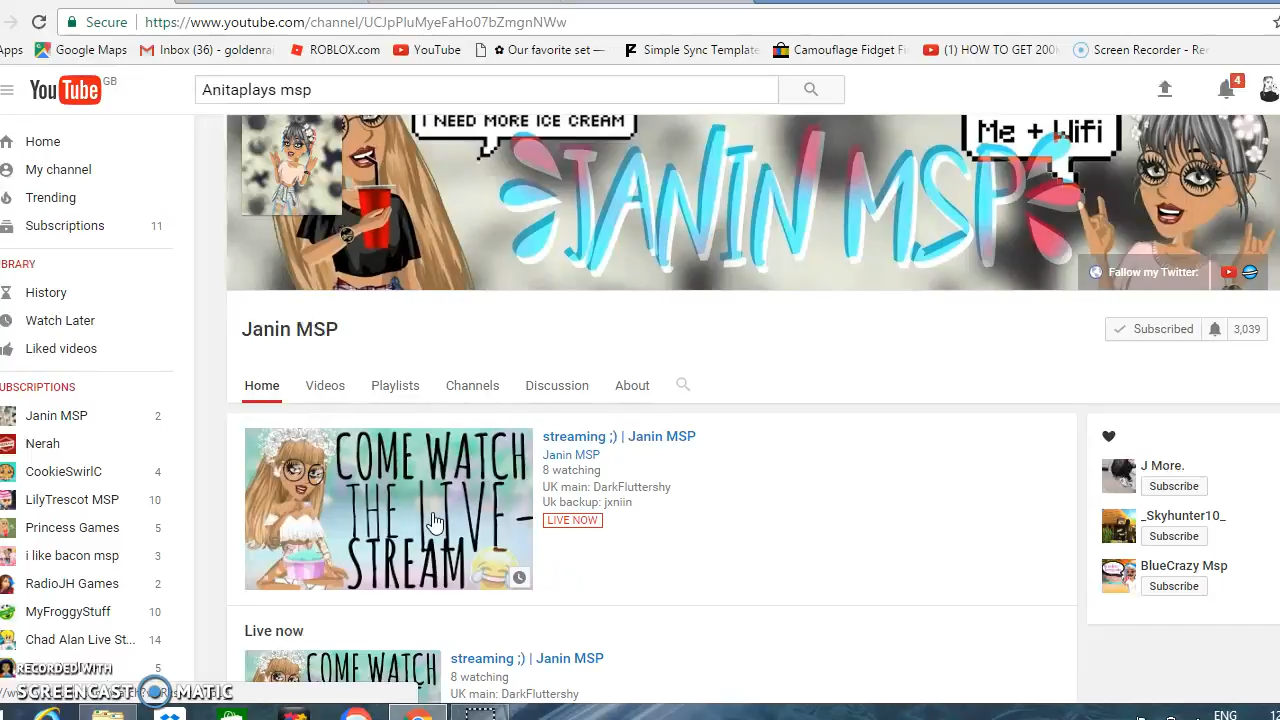 Secure https://www.youtube.com/channel/UCJpPluMyeFaHo07bZmgnNWw
Apps Google Maps Inbox (36) - goldenra ROBLOX.com YouTube ✿ Our favorite set — Simple Sync Template Camouflage Fidget Fi (1) HOW TO GET 200k Screen Recorder - Re
YouTube GB Anitaplays msp 4
I NEED MORE ICE CREAM
Me + Wifi
JANIN MSP
Follow my Twitter:
Home
My channel
Trending
Subscriptions 11
IBRARY
History
Watch Later
Liked videos
UBSCRIPTIONS
Janin MSP 2
Nerah
CookieSwirlC 4
LilyTrescot MSP 10
Princess Games 5
i like bacon msp 3
RadioJH Games 2
MyFroggyStuff 10
Chad Alan Live St... 14
5
Janin MSP
Subscribed 3,039
Home Videos Playlists Channels Discussion About
COME WATCH
THE LIVE -
STREAM
streaming ;) | Janin MSP
Janin MSP
8 watching
UK main: DarkFluttershy
Uk backup: jxniin
LIVE NOW
Live now
COME WATCH
streaming ;) | Janin MSP
8 watching
UK main: DarkFluttershy
J More.
Subscribe
_Skyhunter10_
Subscribe
BlueCrazy Msp
Subscribe
RECORDED WITH
SCREENCAST MATIC
ENG